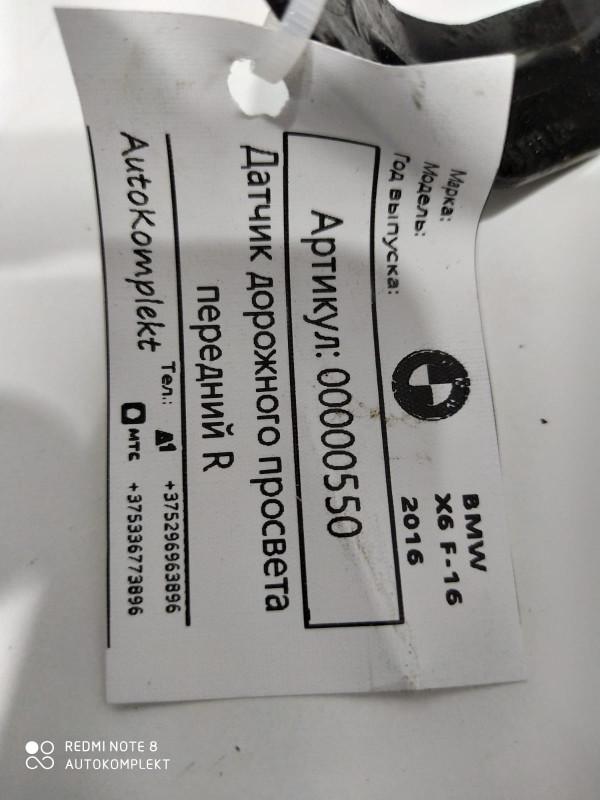 Марка: BMW
Модель: X6 F-16
Год выпуска: 2016
Артикул: 00000550
Датчик дорожного просвета
передний R
AutoKomplekt
Тел.: A1 +375296963896
МТС +375336773896
REDMI NOTE 8
AUTOKOMPLEKT